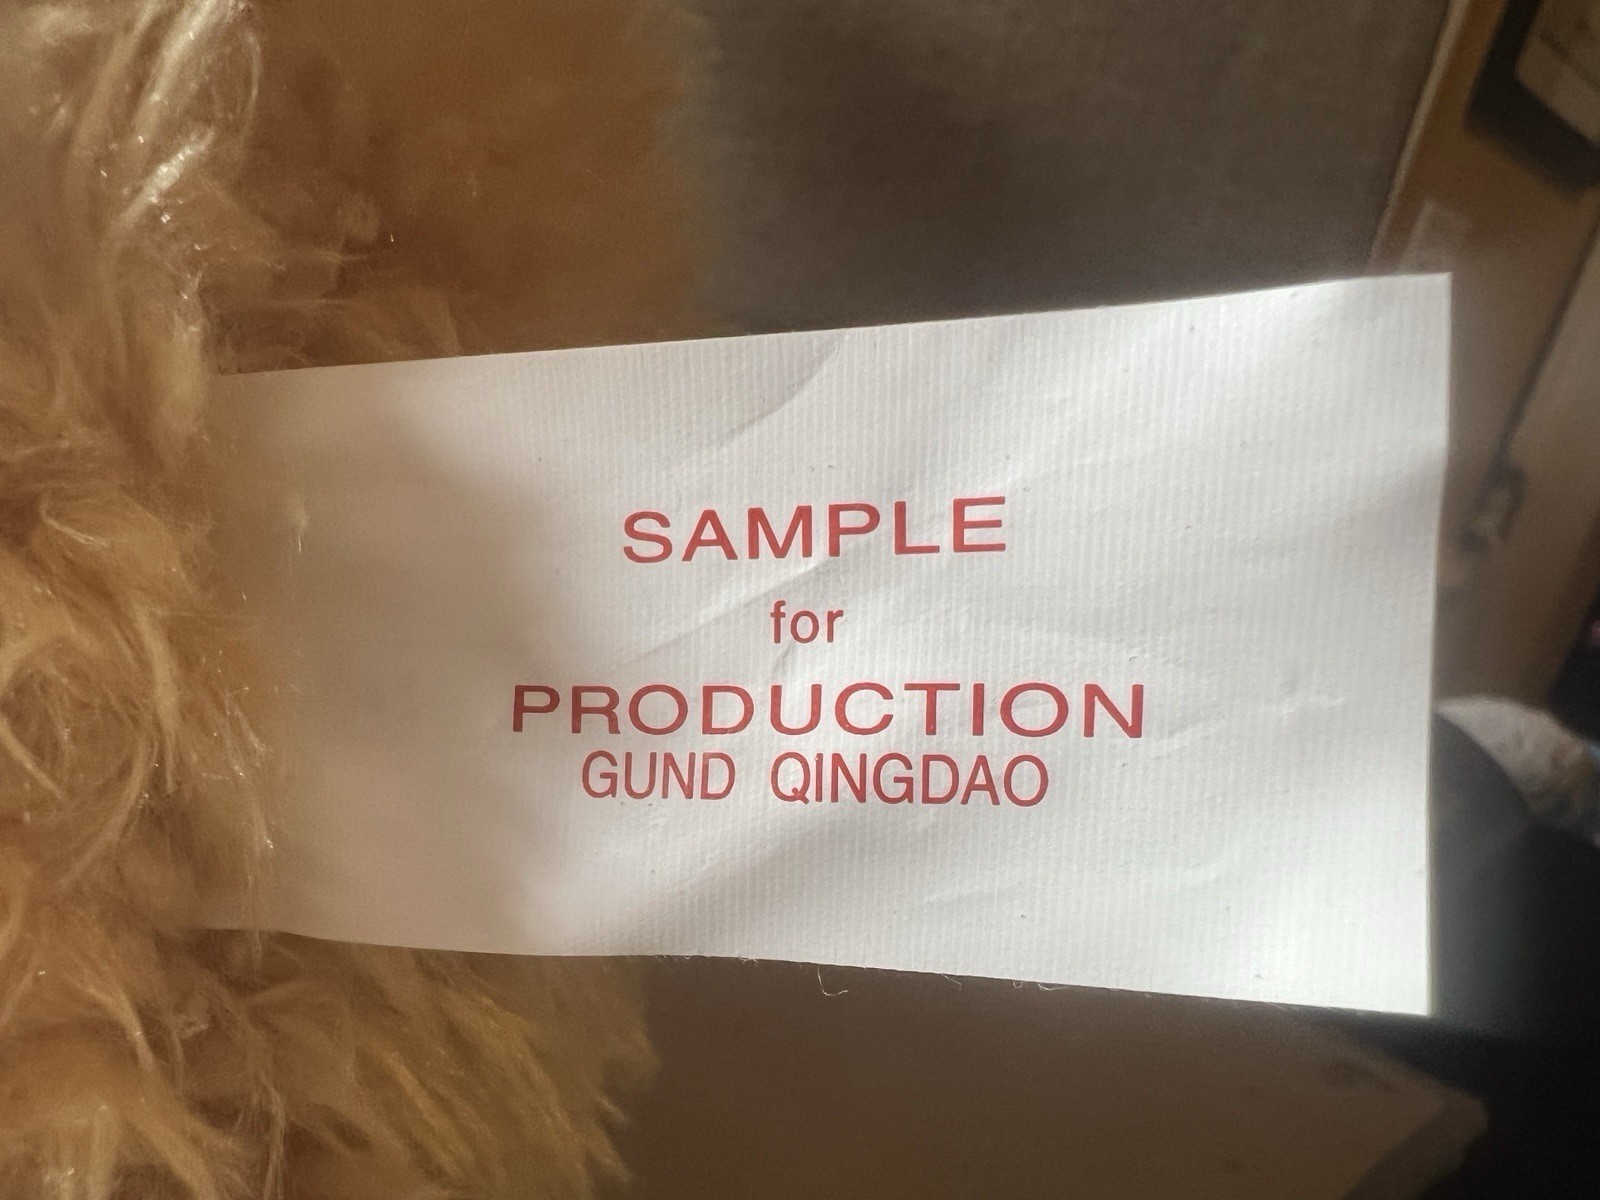 SAMPLE
for
PRODUCTION
GUND QINGDAO